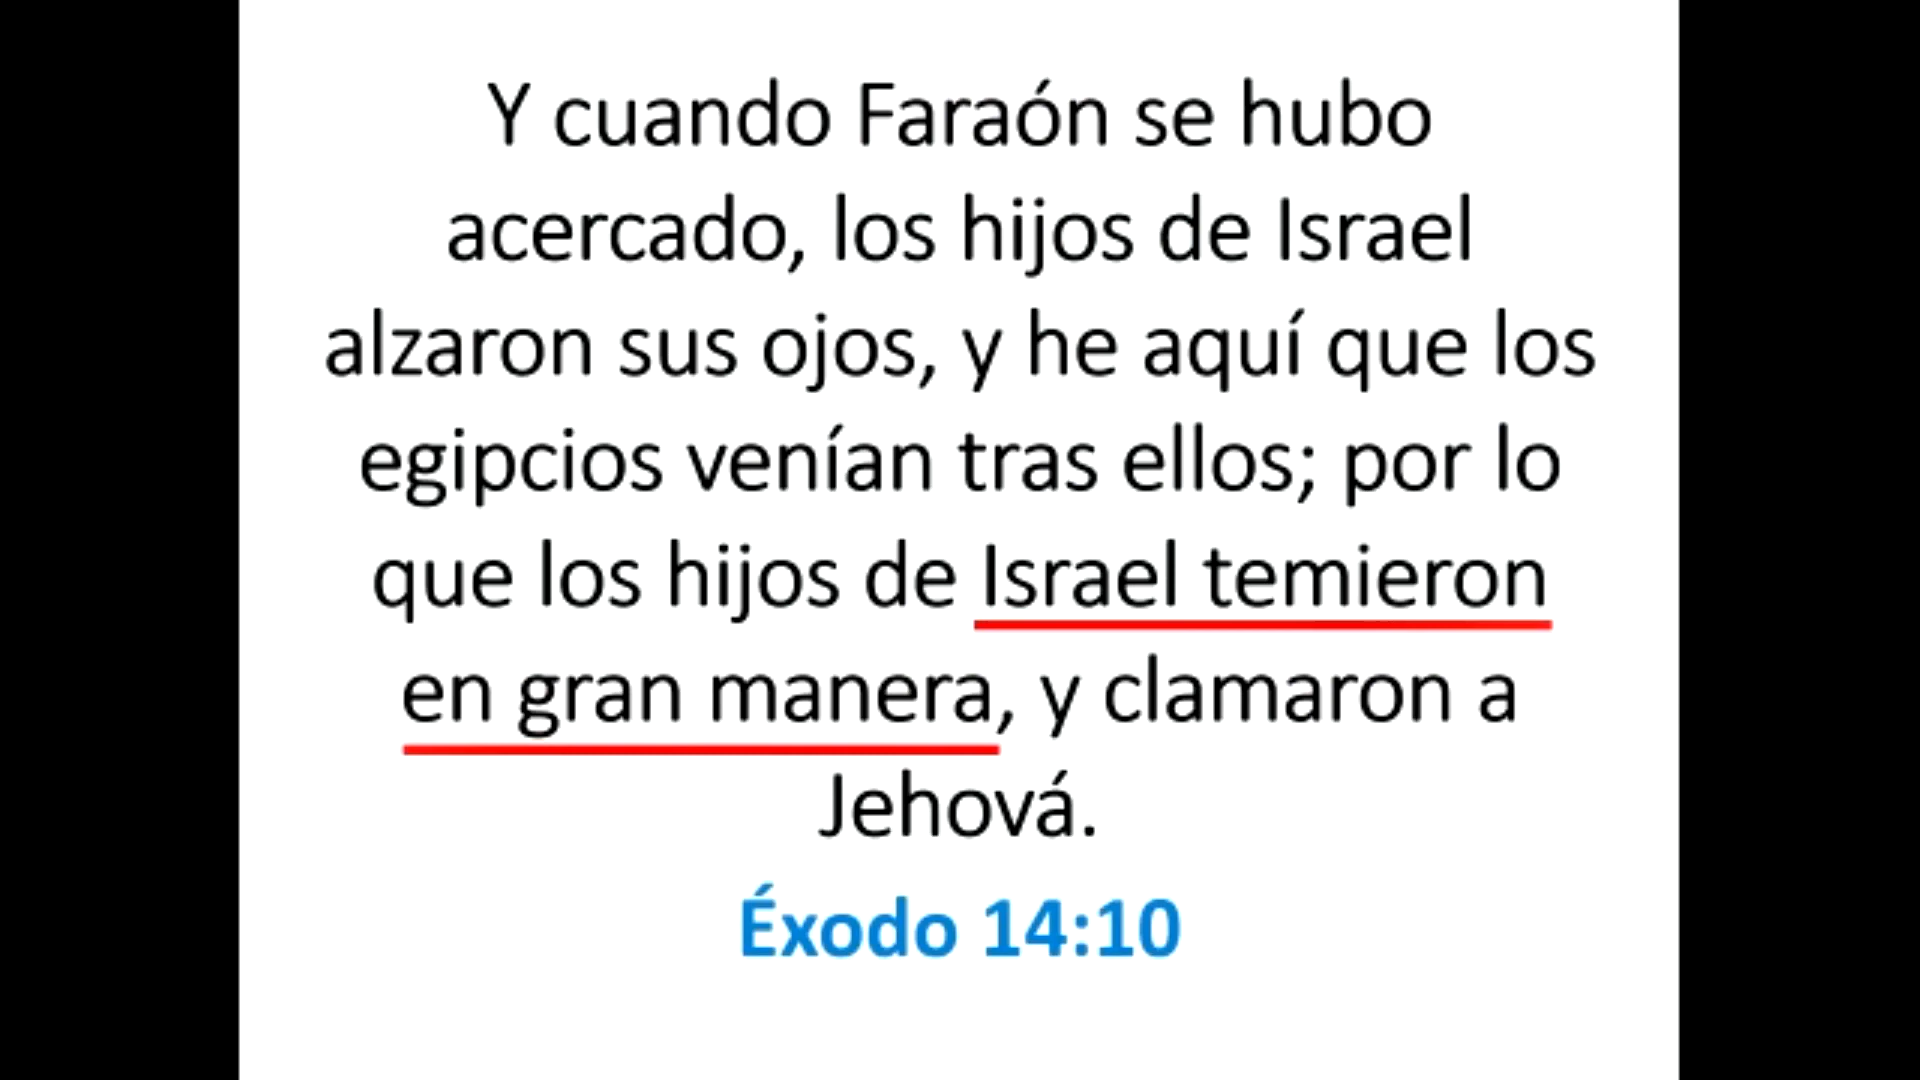 Y cuando Faraón se hubo
acercado, los hijos de Israel
alzaron sus ojos, y he aquí que los
egipcios venían tras ellos; por lo
que los hijos de Israel temieron
en gran manera, y clamaron a
Jehová.
Éxodo 14:10